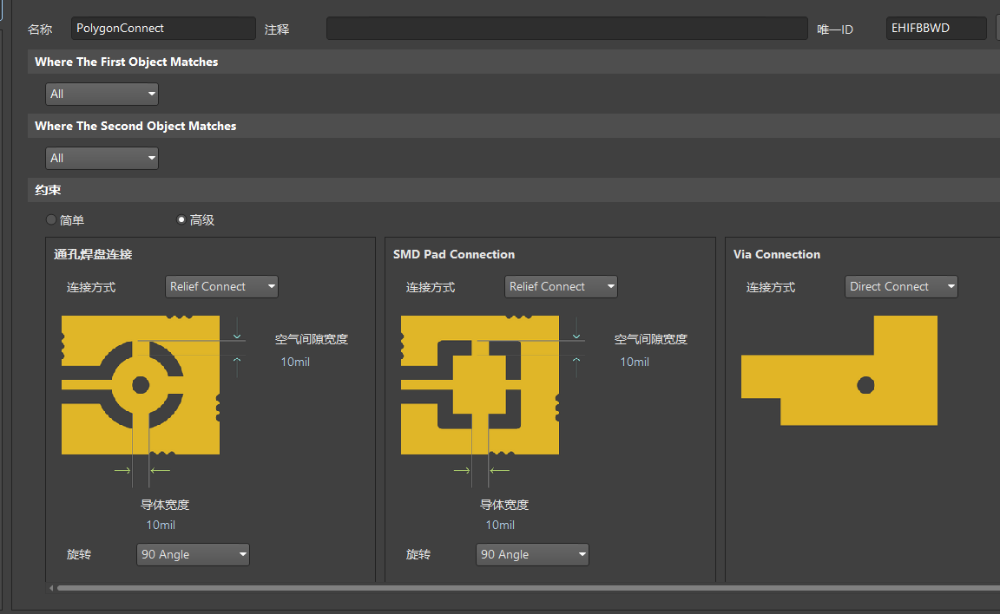 名称 PolygonConnect 注释 唯一ID EHIFBBWD
Where The First Object Matches
All
Where The Second Object Matches
All
约束
简单 高级
通孔焊盘连接 SMD Pad Connection Via Connection
连接方式 Relief Connect 连接方式 Relief Connect 连接方式 Direct Connect
空气间隙宽度 空气间隙宽度
10mil 10mil
导体宽度 导体宽度
10mil 10mil
旋转 90 Angle 旋转 90 Angle